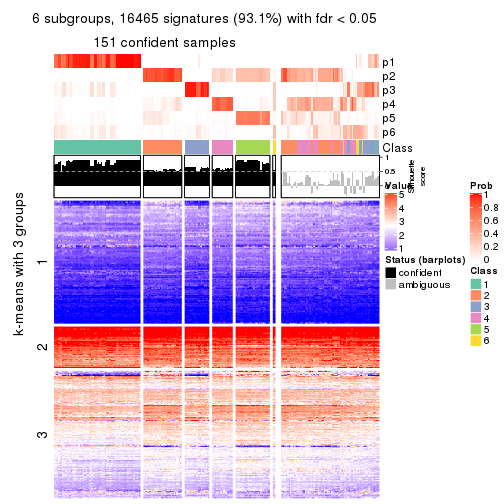 6 subgroups, 16465 signatures (93.1%) with fdr < 0.05
151 confident samples
p1
p2
p3
p4
p5
p6
Class
1
0.5
0
Silhouette
score
k-means with 3 groups
1
2
3
Value
5
4
3
2
1
Status (barplots)
confident
ambiguous
Prob
1
0.8
0.6
0.4
0.2
0
Class
1
2
3
4
5
6